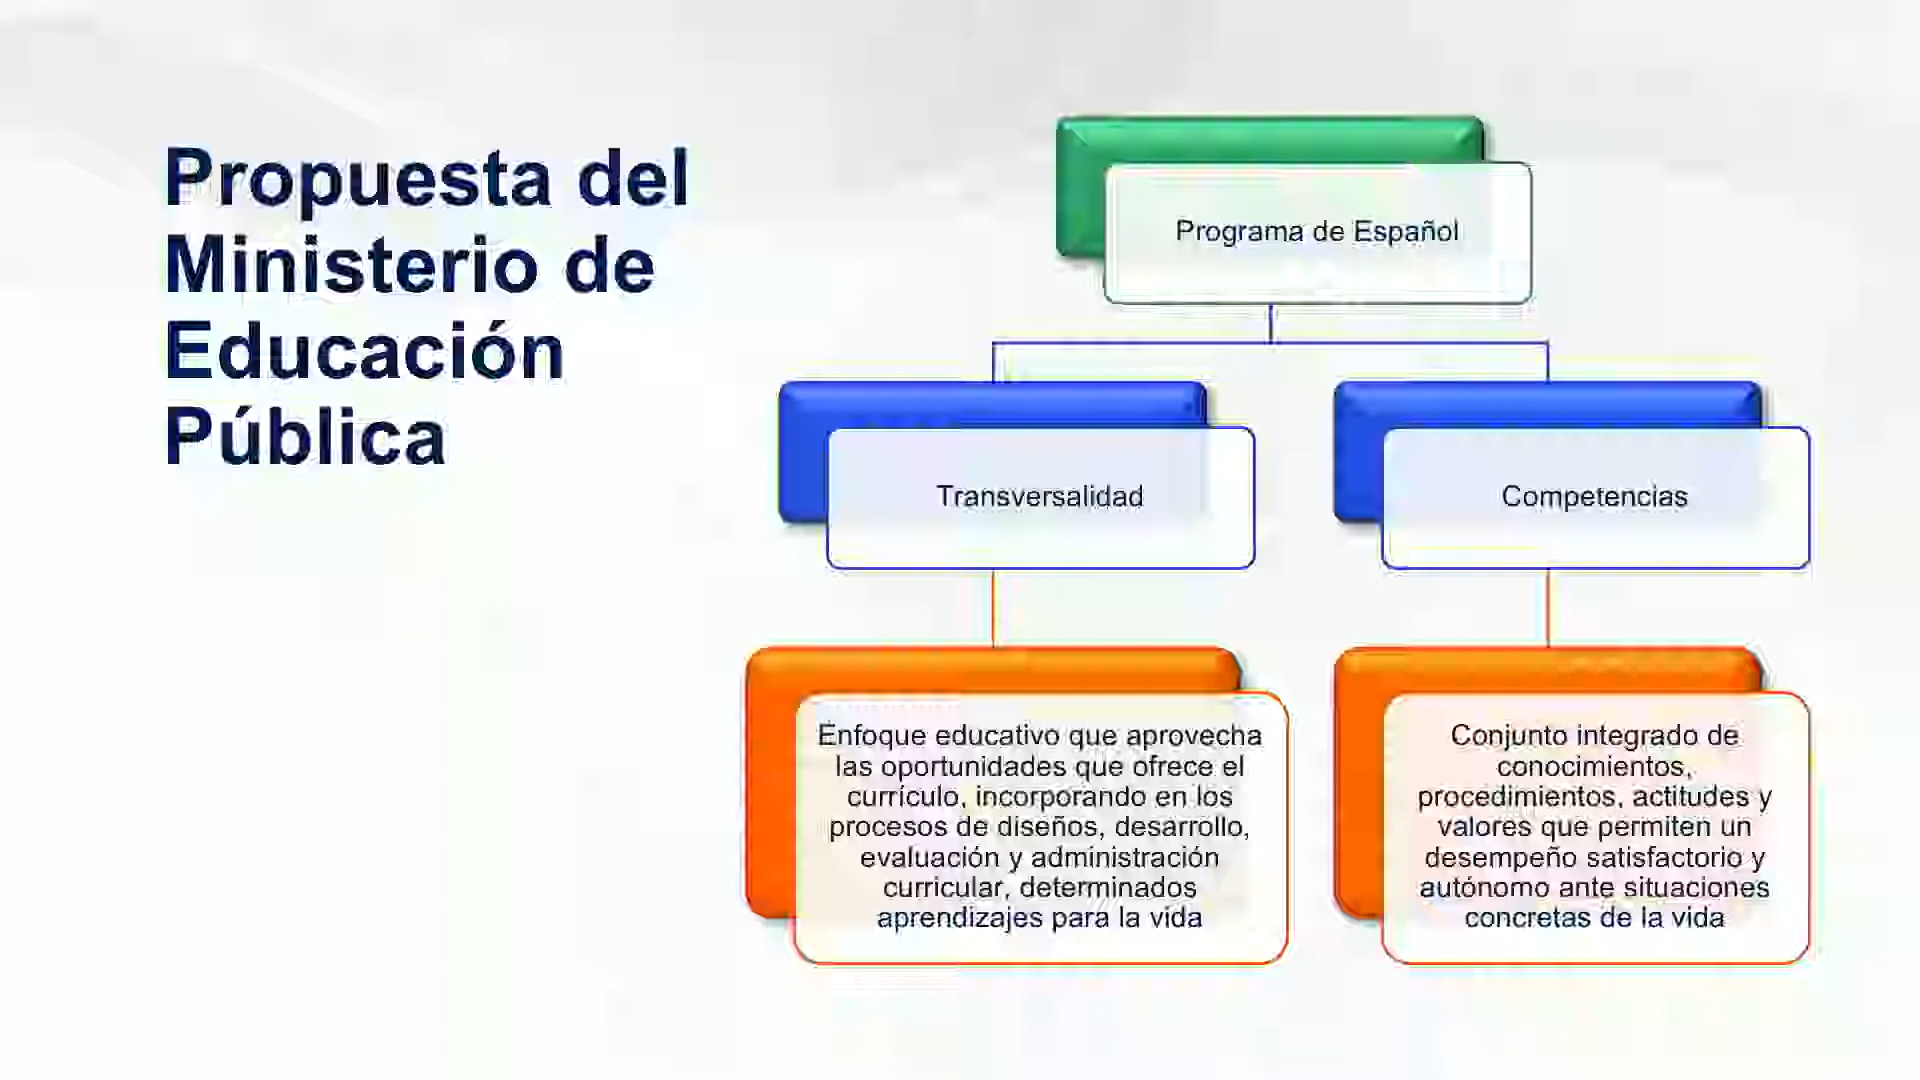 Propuesta del
Ministerio de
Educación
Pública
Programa de Español
Transversalidad
Competencias
Enfoque educativo que aprovecha
las oportunidades que ofrece el
currículo, incorporando en los
procesos de diseños, desarrollo,
evaluación y administración
curricular, determinados
aprendizajes para la vida
Conjunto integrado de
conocimientos,
procedimientos, actitudes y
valores que permiten un
desempeño satisfactorio y
autónomo ante situaciones
concretas de la vida